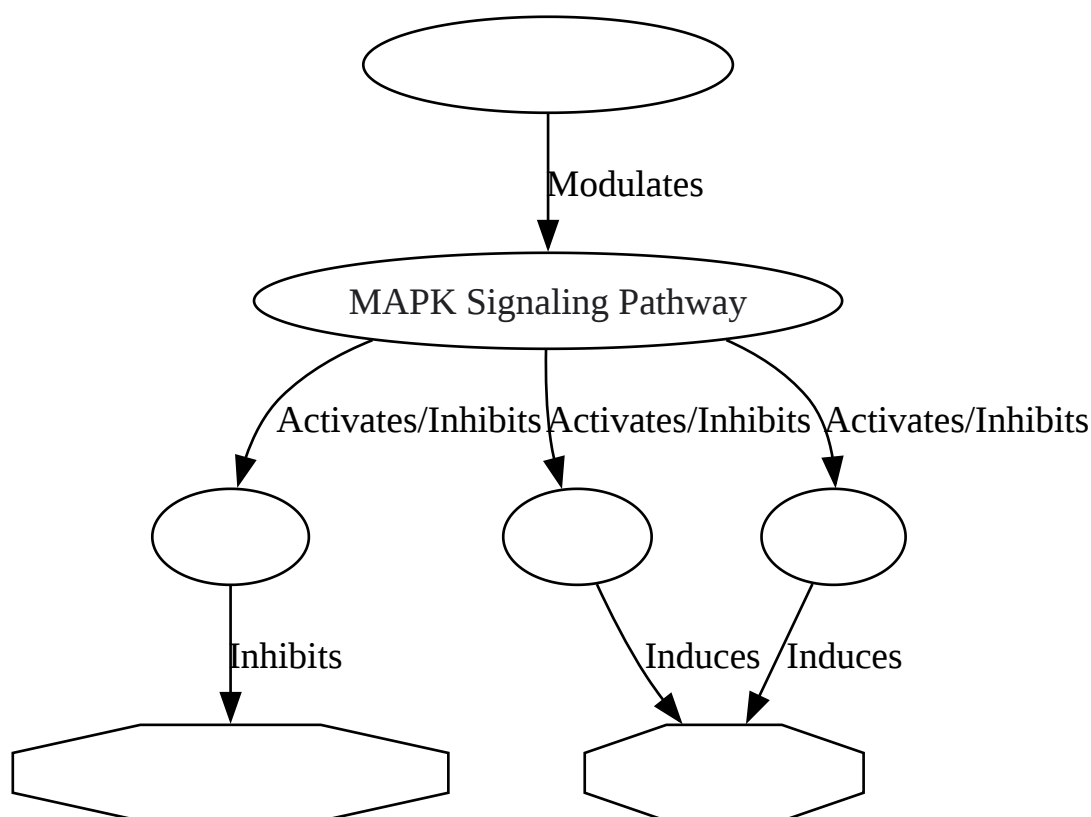 Modulates
MAPK Signaling Pathway
Activates/Inhibits
Activates/Inhibits
Activates/Inhibits
Inhibits
Induces
Induces